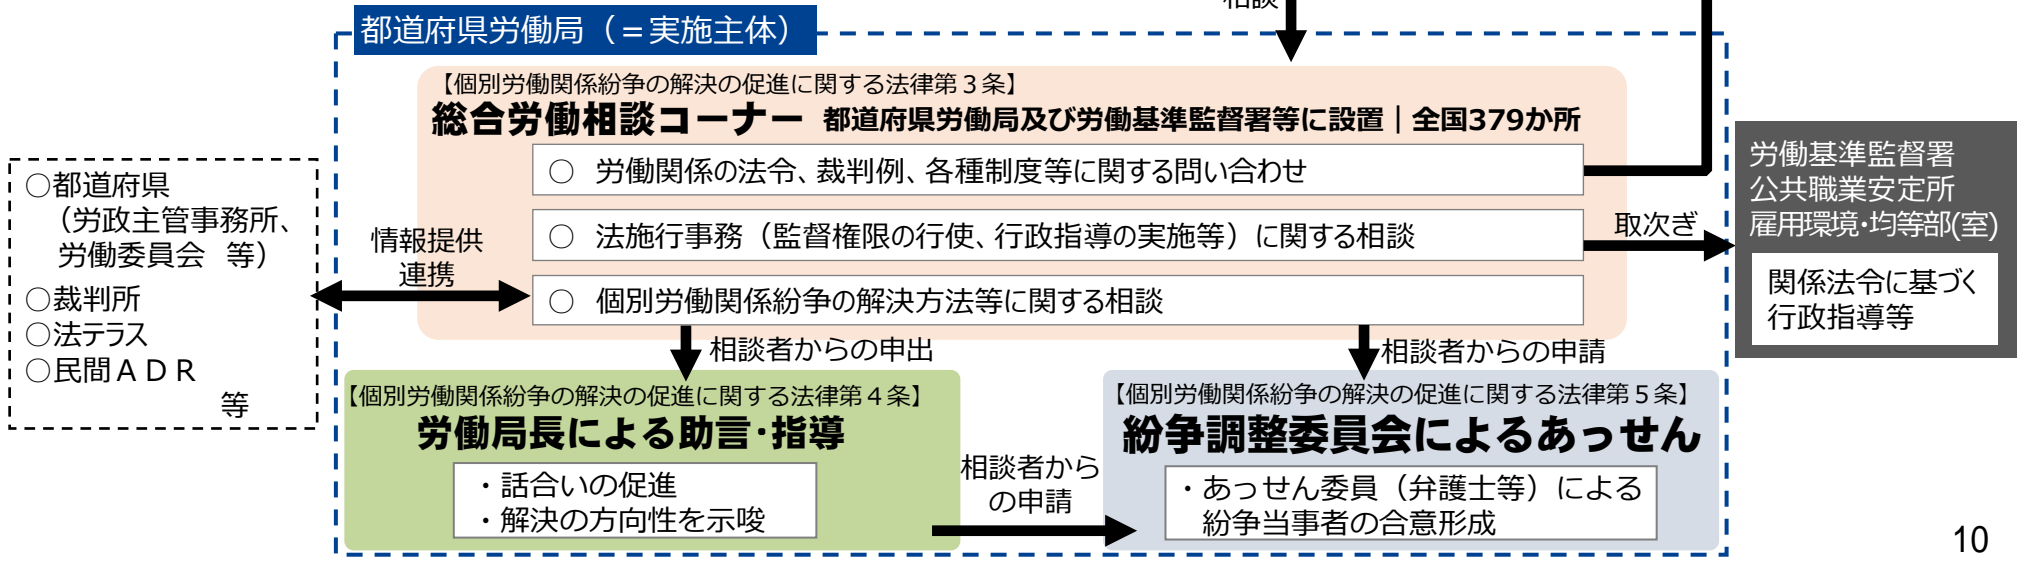 相談
都道府県労働局（＝実施主体）
【個別労働関係紛争の解決の促進に関する法律第３条】
総合労働相談コーナー 都道府県労働局及び労働基準監督署等に設置｜全国379か所
○ 労働関係の法令、裁判例、各種制度等に関する問い合わせ
○ 法施行事務（監督権限の行使、行政指導の実施等）に関する相談
○ 個別労働関係紛争の解決方法等に関する相談
○都道府県
（労政主管事務所、
労働委員会 等）
○裁判所
○法テラス
○民間ＡＤＲ
等
情報提供
連携
取次ぎ
労働基準監督署
公共職業安定所
雇用環境・均等部(室)
関係法令に基づく
行政指導等
相談者からの申出
相談者からの申請
【個別労働関係紛争の解決の促進に関する法律第４条】
労働局長による助言・指導
・話合いの促進
・解決の方向性を示唆
相談者から
の申請
【個別労働関係紛争の解決の促進に関する法律第５条】
紛争調整委員会によるあっせん
・あっせん委員（弁護士等）による
紛争当事者の合意形成
10